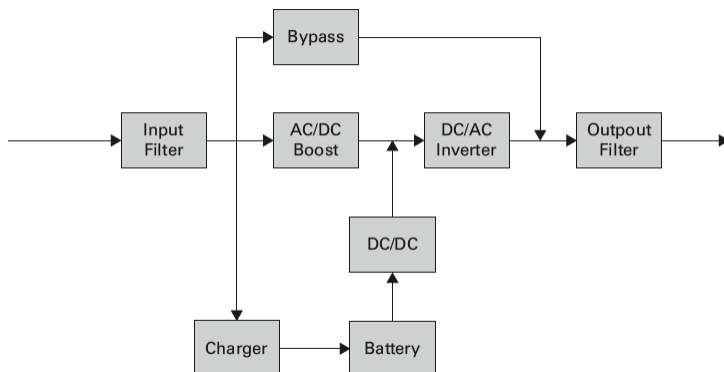 Bypass
Input
Filter
AC/DC
Boost
DC/AC
Inverter
Outpout
Filter
DC/DC
Charger
Battery